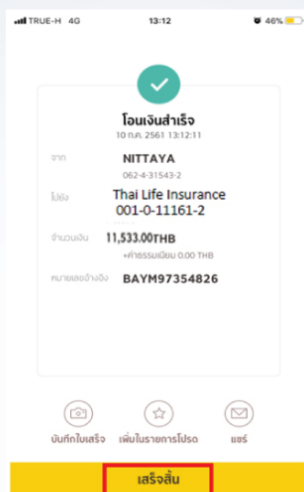 TRUE-H 4G 13:12 46%
โอนเงินสำเร็จ
10 ก.ค. 2561 13:12:11
จาก NITTAYA
062-4-31543-2
ไปยัง Thai Life Insurance
001-0-11161-2
จำนวนเงิน 11,533.00THB
+ค่าธรรมเนียม 0.00 THB
หมายเลขอ้างอิง BAYM97354826
บันทึกใบเสร็จ เพิ่มในรายการโปรด แชร์
เสร็จสิ้น